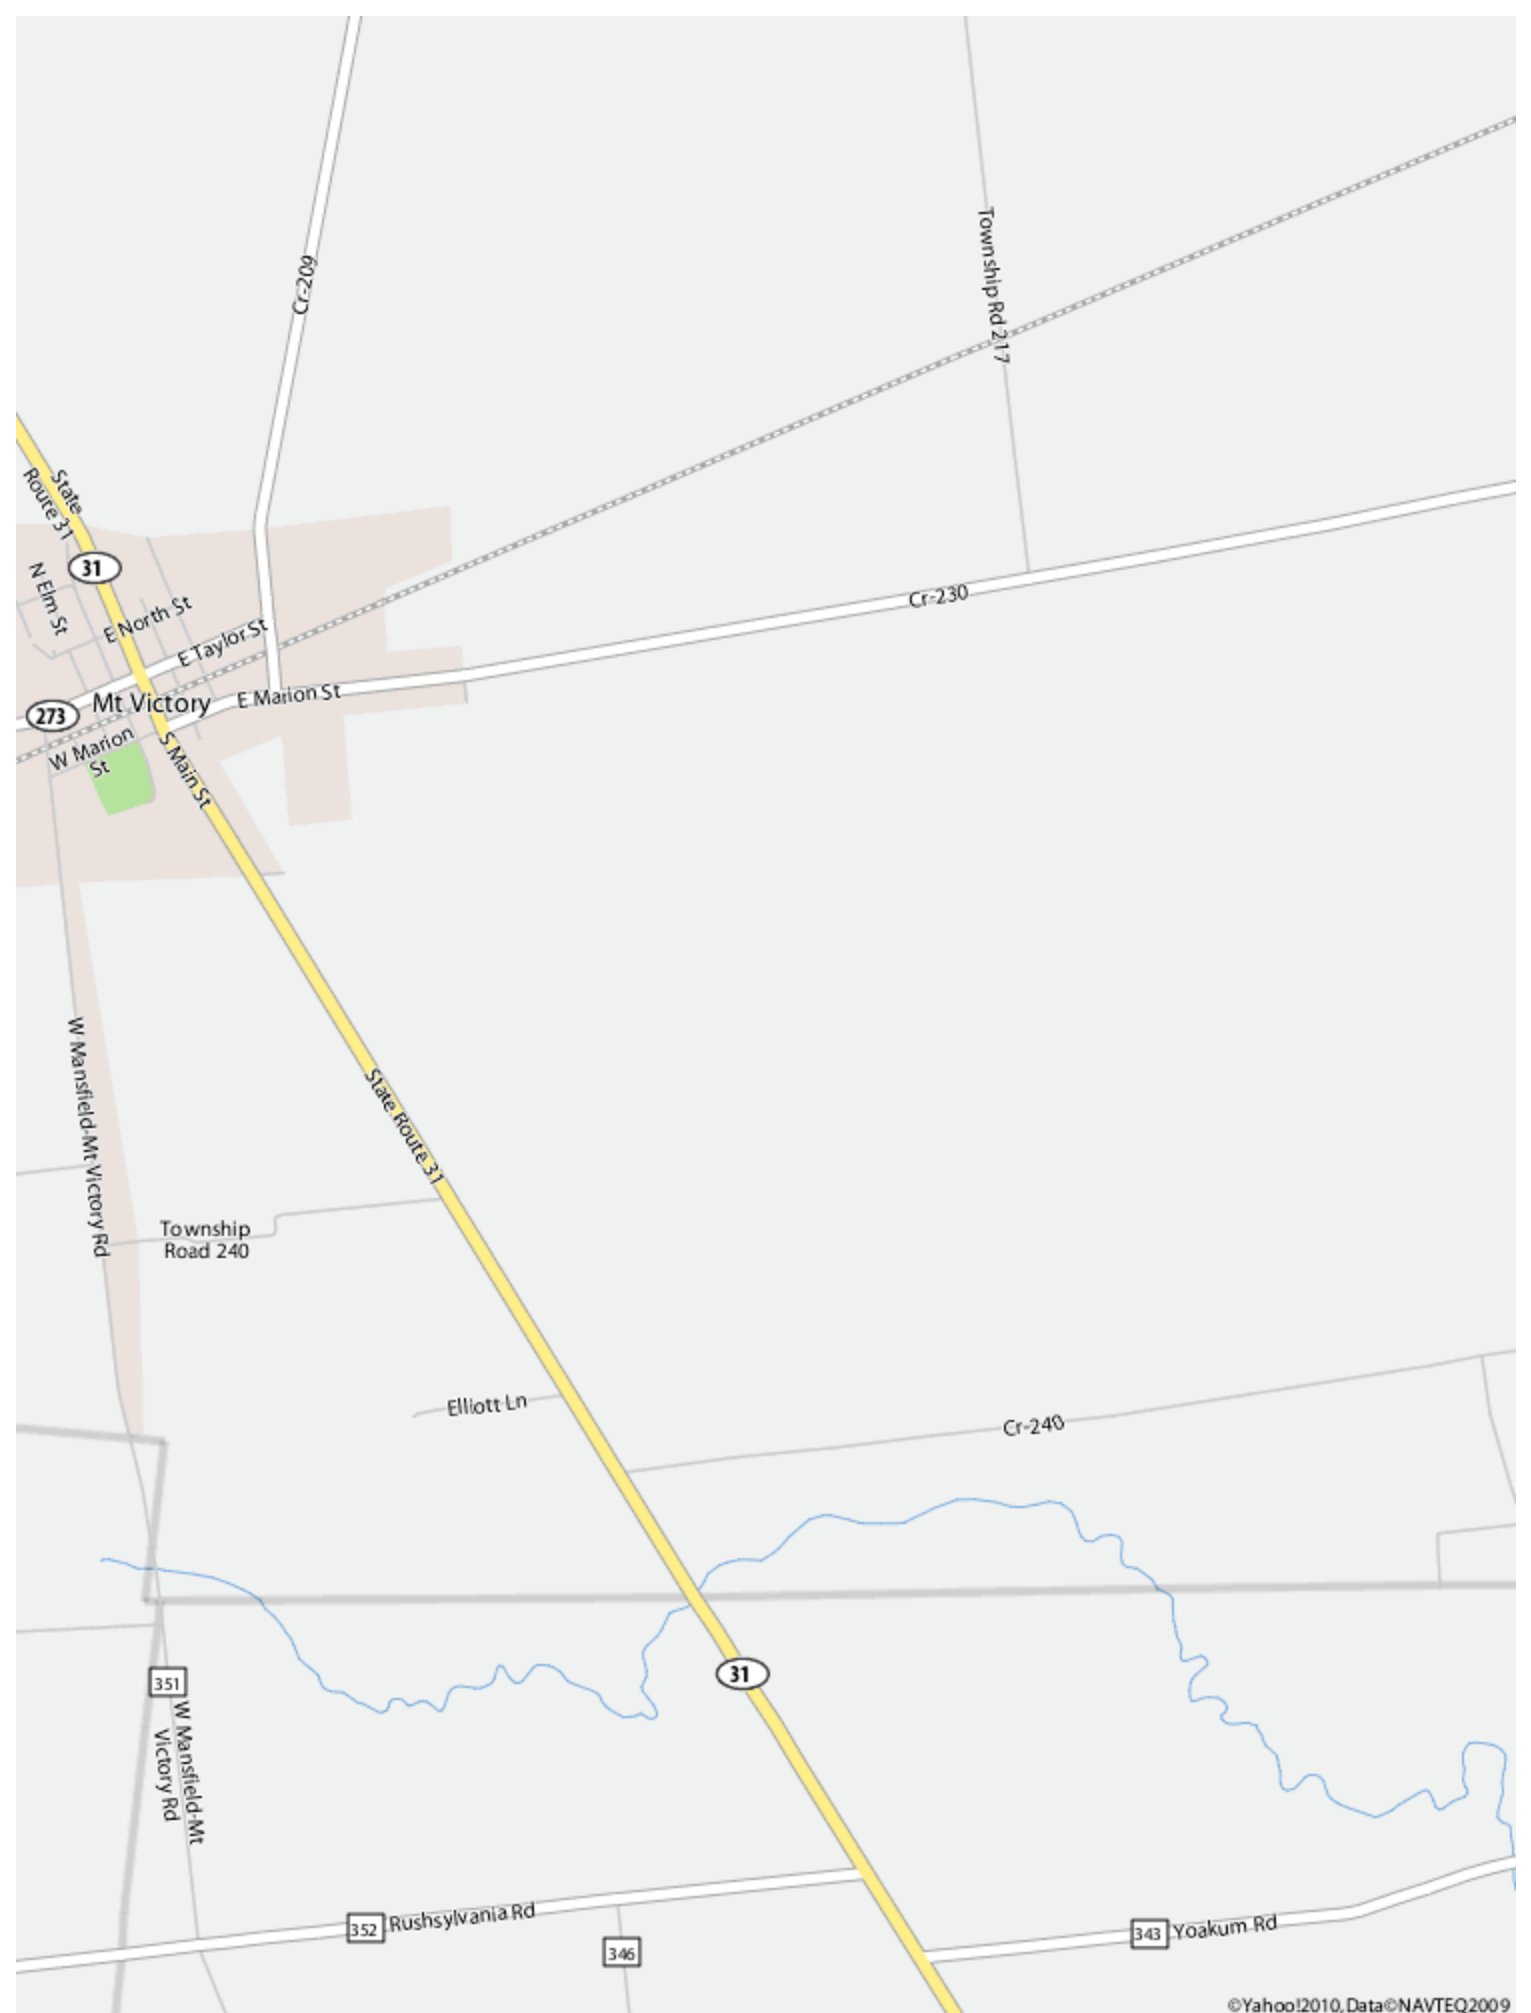 Township Rd 217
Cr-209
State
Route 31
31
N Elm St
E North St
E Taylor St
Cr-230
273
Mt Victory
E Marion St
W Marion
St
S Main St
W Mansfield-Mt Victory Rd
State Route 31
Township
Road 240
Elliott Ln
Cr-240
31
351
W Mansfield-Mt
Victory Rd
352
Rushsylvania Rd
346
343
Yoakum Rd
©Yahoo!2010, Data©NAVTEQ2009